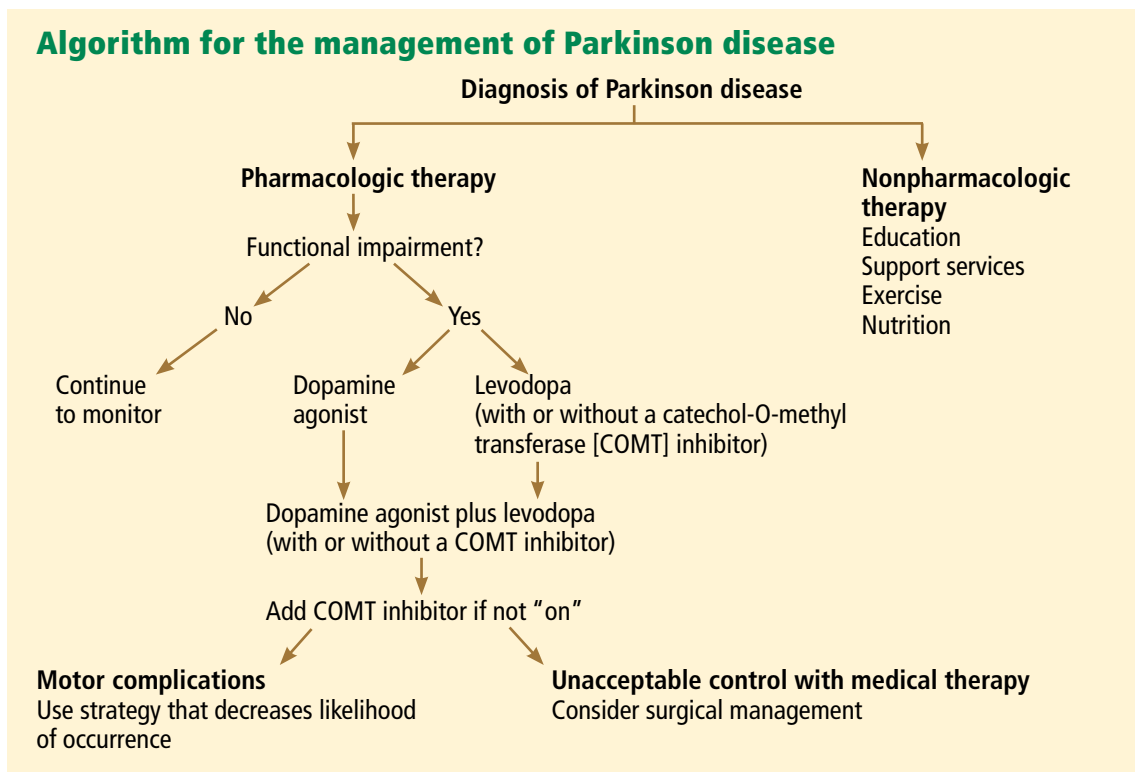 Algorithm for the management of Parkinson disease
Diagnosis of Parkinson disease
Pharmacologic therapy
Nonpharmacologic
therapy
Education
Support services
Exercise
Nutrition
Functional impairment?
No
Yes
Continue
to monitor
Dopamine
agonist
Levodopa
(with or without a catechol-O-methyl
transferase [COMT] inhibitor)
Dopamine agonist plus levodopa
(with or without a COMT inhibitor)
Add COMT inhibitor if not “on”
Motor complications
Use strategy that decreases likelihood
of occurrence
Unacceptable control with medical therapy
Consider surgical management